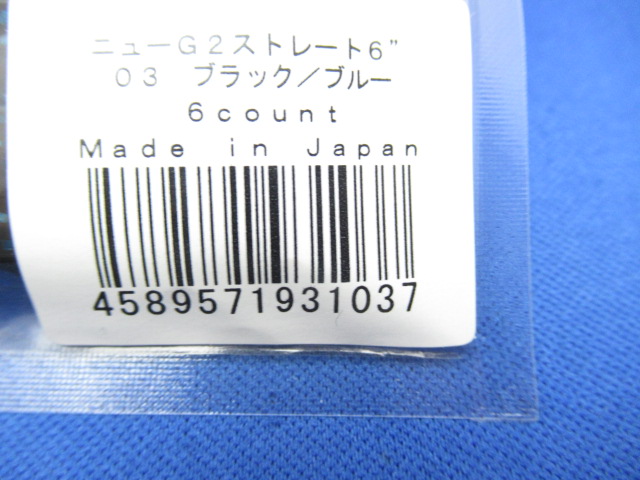 ニューG２ストレート６”
０３　ブラック／ブルー
６count
Made in Japan
4589571931037